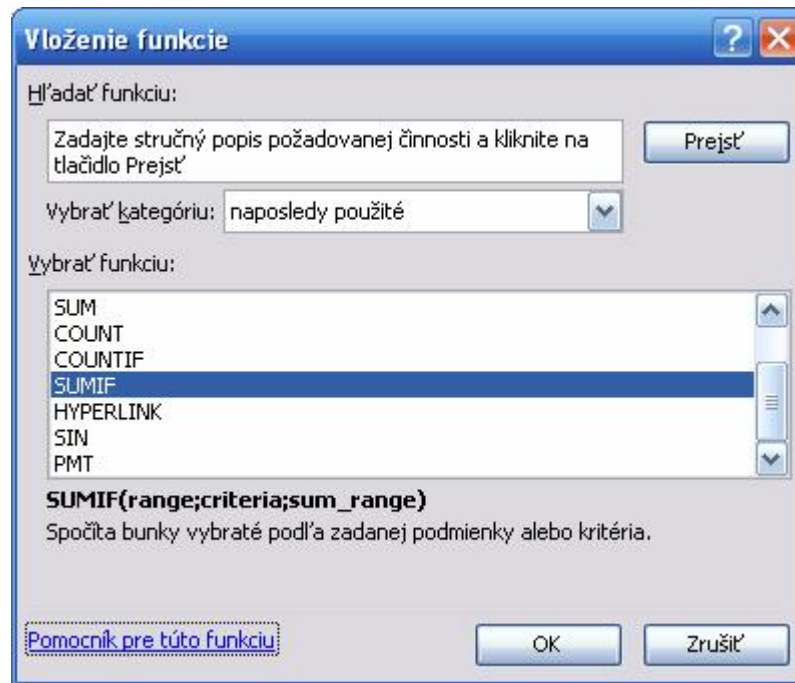 Vloženie funkcie
Hľadať funkciu:
Zadajte stručný popis požadovanej činnosti a kliknite na
tlačidlo Prejsť
Prejsť
Vybrať kategóriu: naposledy použité
Vybrať funkciu:
SUM
COUNT
COUNTIF
SUMIF
HYPERLINK
SIN
PMT
SUMIF(range;criteria;sum_range)
Spočíta bunky vybraté podľa zadanej podmienky alebo kritéria.
Pomocník pre túto funkciu
OK
Zrušiť